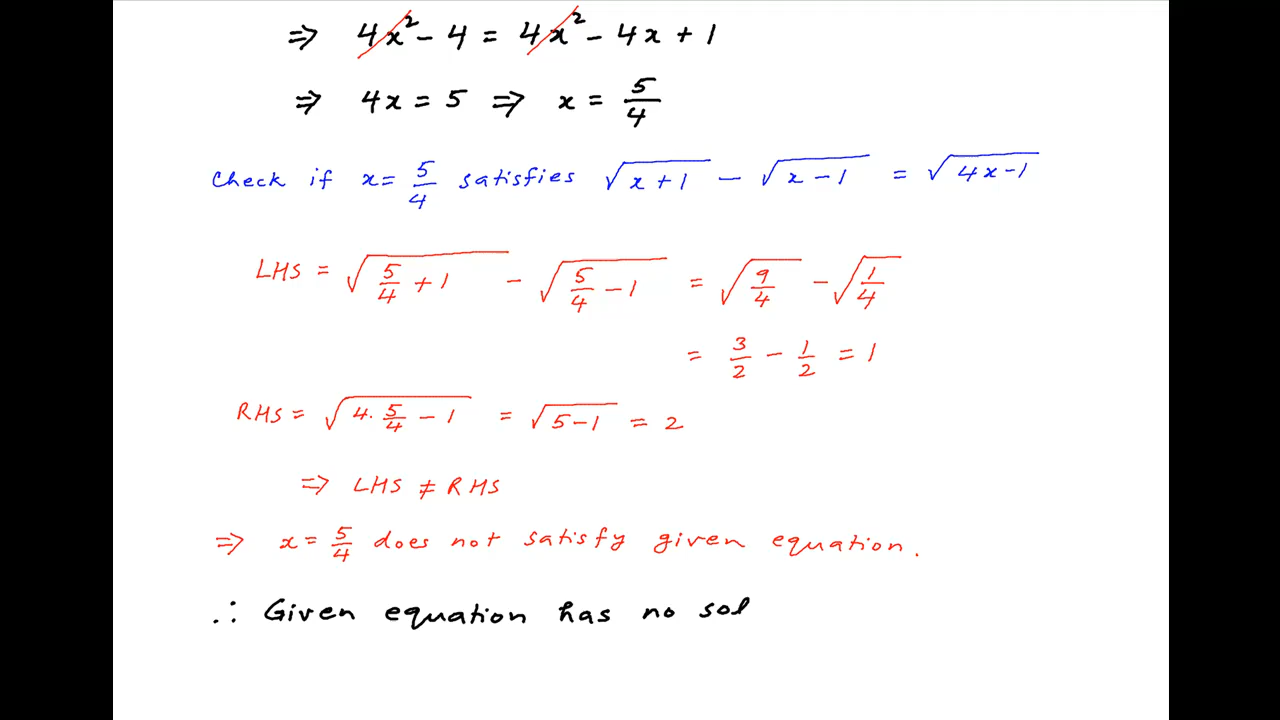 ⇒ 4x² - 4 = 4x² - 4x + 1
⇒ 4x = 5 ⇒ x = 5/4
Check if x = 5/4 satisfies √(x+1) - √(x-1) = √(4x-1)
LHS = √(5/4 + 1) - √(5/4 - 1) = √(9/4) - √(1/4)
= 3/2 - 1/2 = 1
RHS = √(4·5/4 - 1) = √(5-1) = 2
⇒ LHS ≠ RHS
⇒ x = 5/4 does not satisfy given equation.
∴ Given equation has no sol